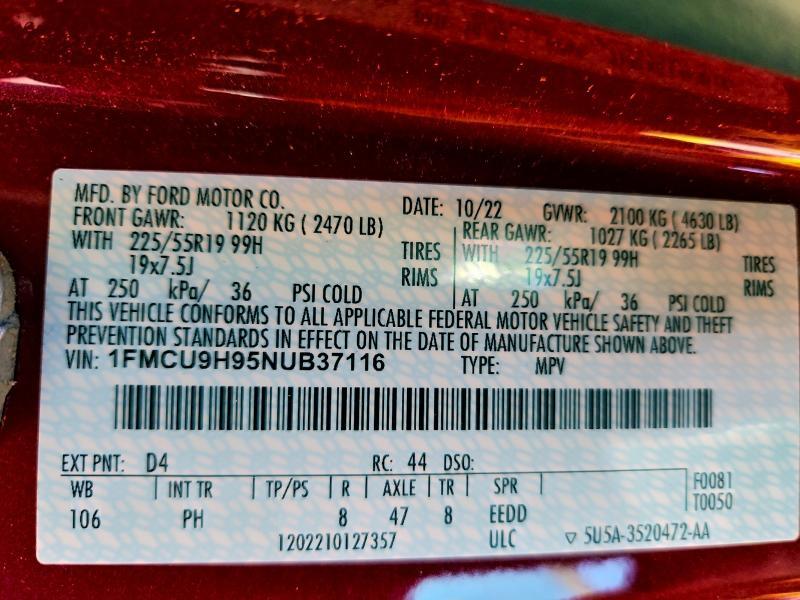 MFD. BY FORD MOTOR CO. DATE: 10/22 GVWR: 2100 KG ( 4630 LB)
FRONT GAWR: 1120 KG ( 2470 LB) REAR GAWR: 1027 KG ( 2265 LB)
WITH 225/55R19 99H TIRES WITH 225/55R19 99H TIRES
19x7.5J RIMS 19x7.5J RIMS
AT 250 kPa/ 36 PSI COLD AT 250 kPa/ 36 PSI COLD
THIS VEHICLE CONFORMS TO ALL APPLICABLE FEDERAL MOTOR VEHICLE SAFETY AND THEFT
PREVENTION STANDARDS IN EFFECT ON THE DATE OF MANUFACTURE SHOWN ABOVE.
VIN: 1FMCU9H95NUB37116 TYPE: MPV
EXT PNT: D4 RC: 44 DSO:
WB INT TR TP/PS R AXLE TR SPR F0081
106 PH 8 47 8 EEDD T0050
1202210127357 ULC ▽ 5U5A-3520472-AA